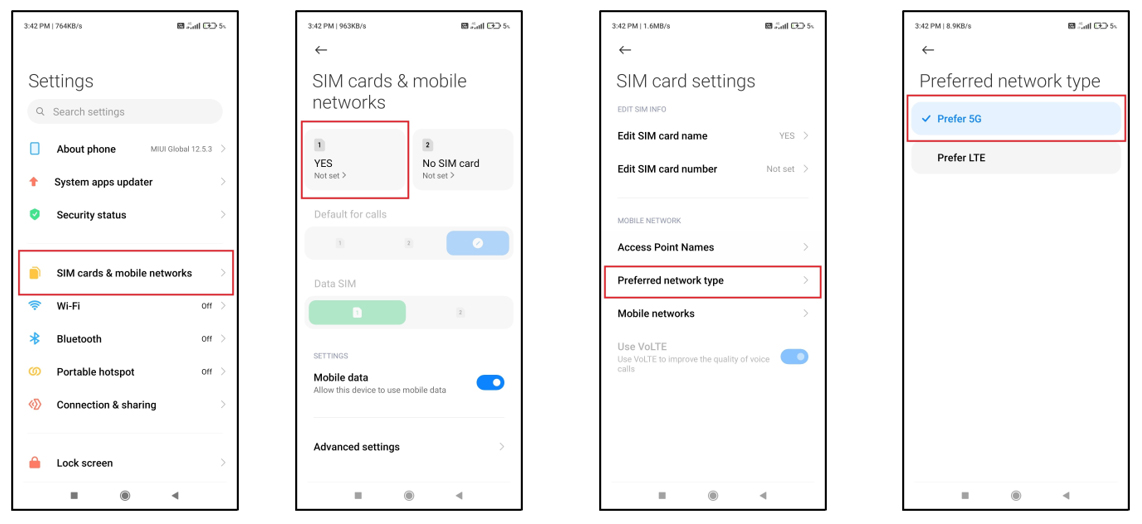 3:42 PM | 764KB/s
5%
Settings
Search settings
About phone MIUI Global 12.5.3
System apps updater
Security status
SIM cards & mobile networks
Wi-Fi Off
Bluetooth Off
Portable hotspot Off
Connection & sharing
Lock screen
3:42 PM | 963KB/s
5%
SIM cards & mobile
networks
1
YES
Not set
2
No SIM card
Not set
Default for calls
1 2
Data SIM
1 2
SETTINGS
Mobile data
Allow this device to use mobile data
Advanced settings
3:42 PM | 1.6MB/s
5%
SIM card settings
EDIT SIM INFO
Edit SIM card name YES
Edit SIM card number Not set
MOBILE NETWORK
Access Point Names
Preferred network type
Mobile networks
Use VoLTE
Use VoLTE to improve the quality of voice
calls
3:42 PM | 8.9KB/s
5%
Preferred network type
Prefer 5G
Prefer LTE